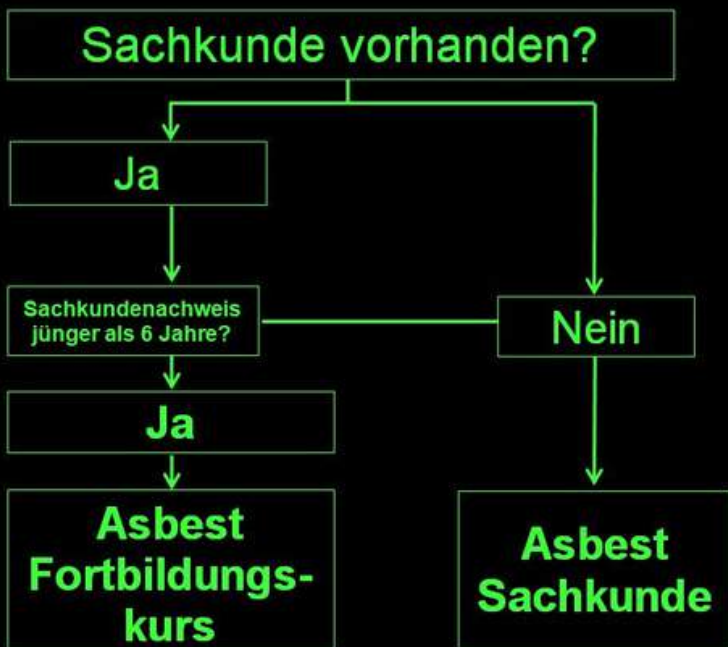 Sachkunde vorhanden?
Ja
Sachkundenachweis
jünger als 6 Jahre?
Nein
Ja
Asbest
Fortbildungs-
kurs
Asbest
Sachkunde